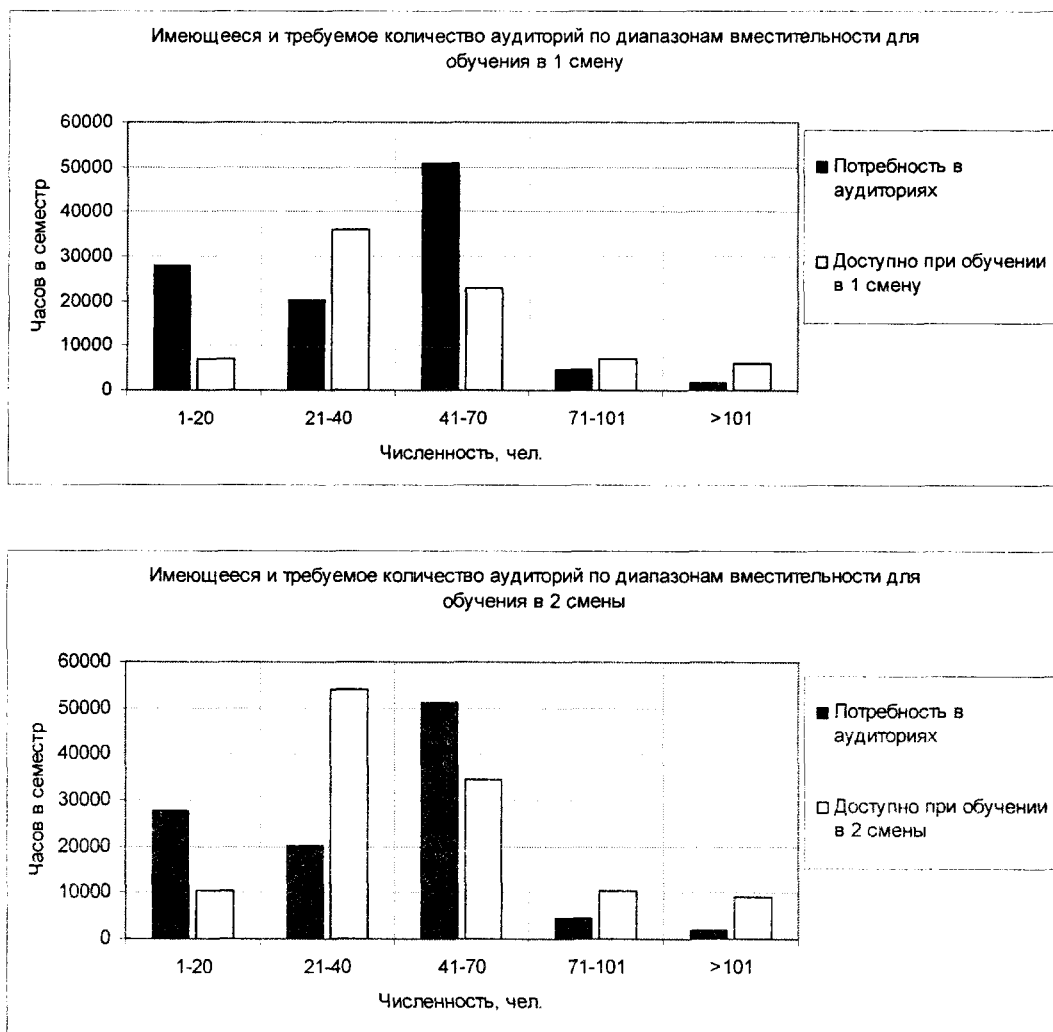 Имеющееся и требуемое количество аудиторий по диапазонам вместительности для
обучения в 1 смену
Часов в семестр
60000
50000
40000
30000
20000
10000
0
1-20
21-40
41-70
71-101
>101
Численность, чел.
Потребность в
аудиториях
Доступно при обучении
в 1 смену
Имеющееся и требуемое количество аудиторий по диапазонам вместительности для
обучения в 2 смены
Часов в семестр
60000
50000
40000
30000
20000
10000
0
1-20
21-40
41-70
71-101
>101
Численность, чел.
Потребность в
аудиториях
Доступно при обучении
в 2 смены